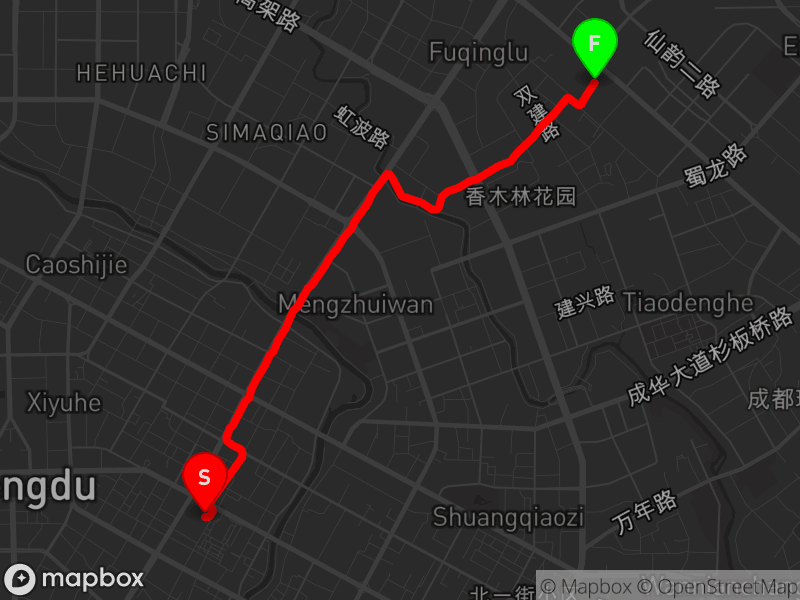 高架路
Fuqinglu
F
仙韵二路
HEHUACHI
双建路
SIMAQIAO
虹波路
蜀龙路
香木林花园
Caoshijie
Mengzhuiwan
建兴路
Tiaodenghe
成华大道杉板桥路
Xiyuhe
S
ngdu
Shuangqiaozi
万年路
mapbox
© Mapbox © OpenStreetMap